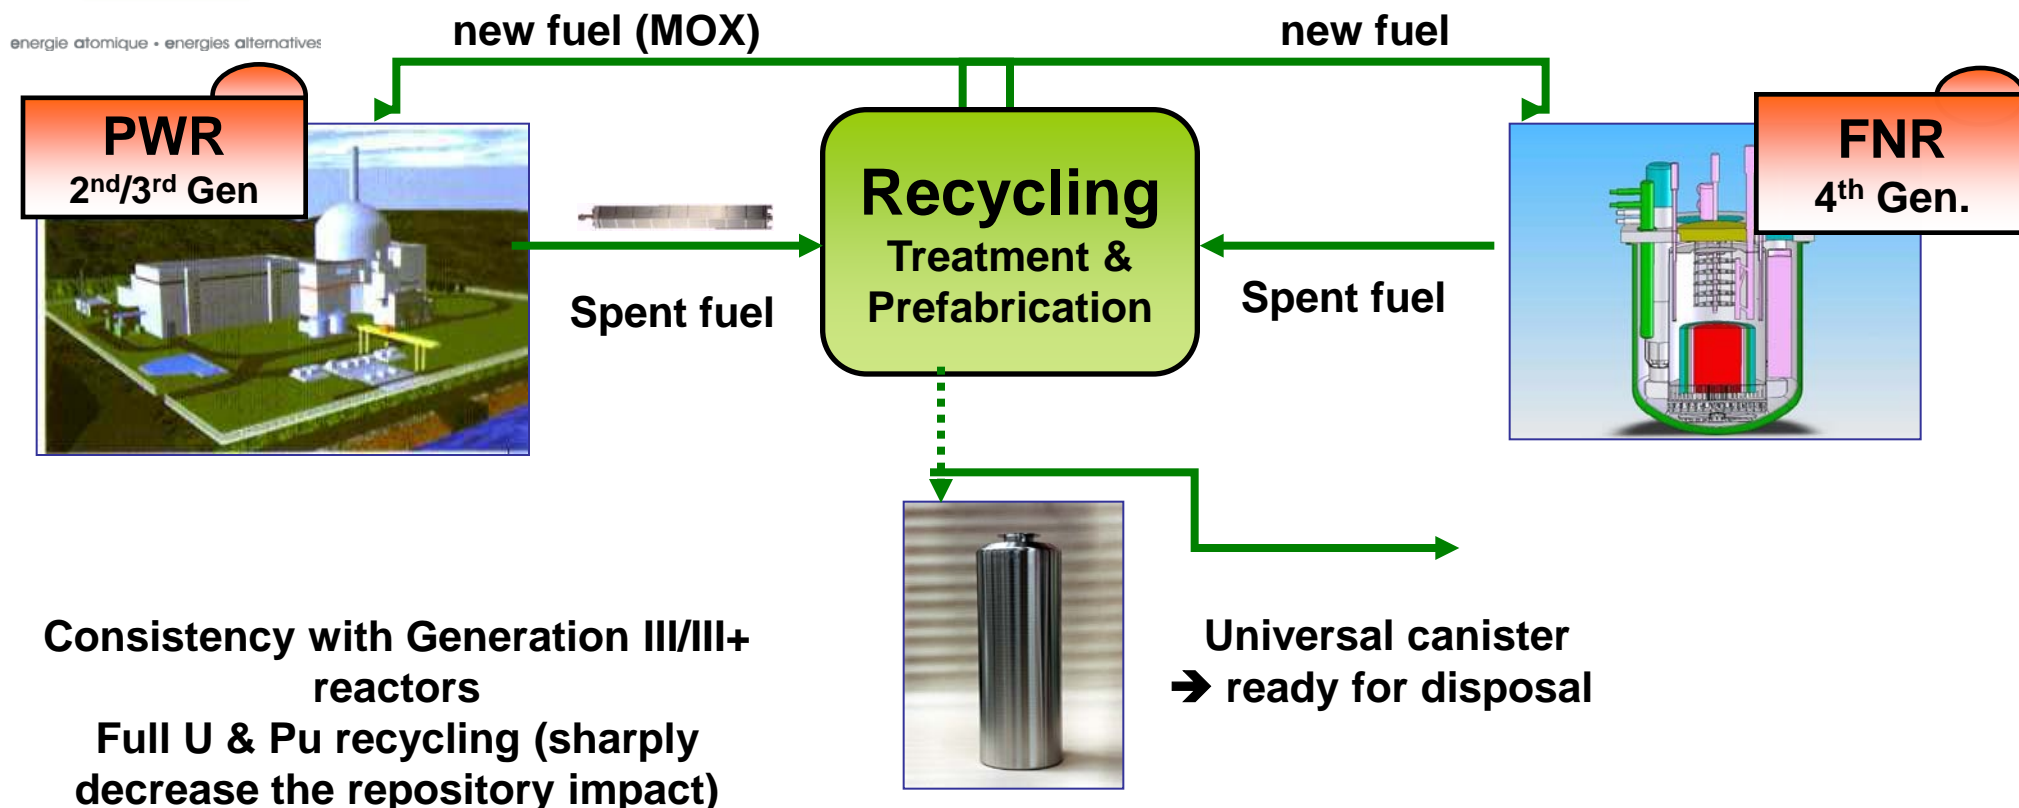 energie atomique • energies alternatives
new fuel (MOX)
new fuel
PWR
2nd/3rd Gen
FNR
4th Gen.
Recycling
Treatment &
Prefabrication
Spent fuel
Spent fuel
Universal canister
➔ ready for disposal
Consistency with Generation III/III+
reactors
Full U & Pu recycling (sharply
decrease the repository impact)